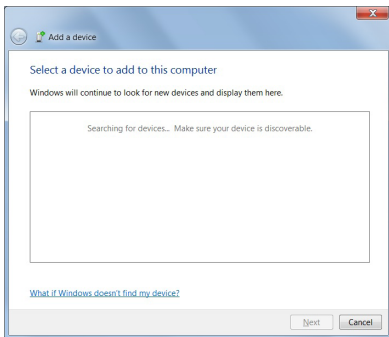 Add a device
Select a device to add to this computer
Windows will continue to look for new devices and display them here.
Searching for devices... Make sure your device is discoverable.
What if Windows doesn't find my device?
Next Cancel